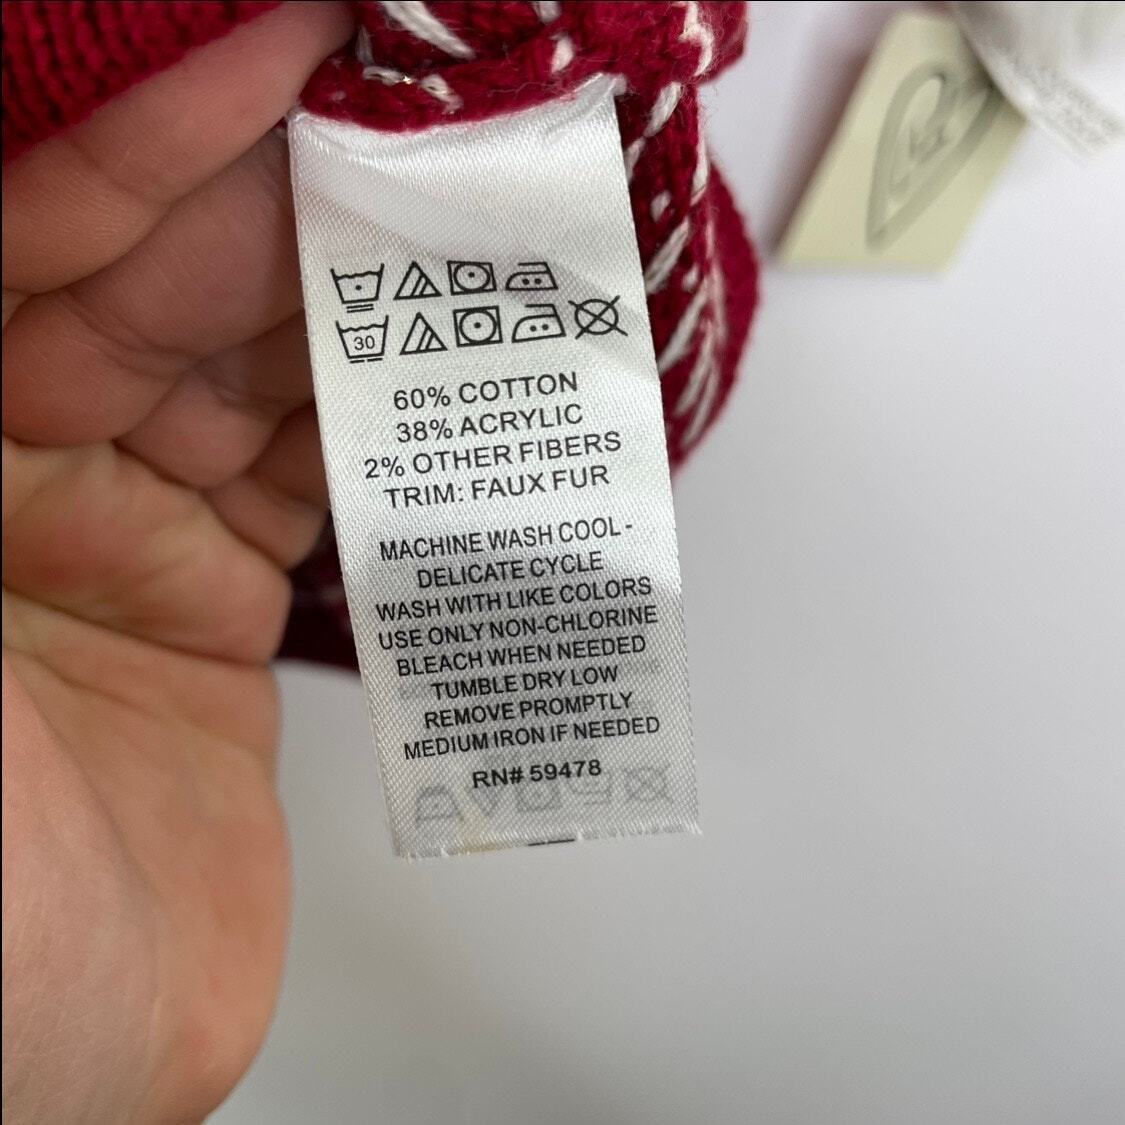 30
60% COTTON
38% ACRYLIC
2% OTHER FIBERS
TRIM: FAUX FUR
MACHINE WASH COOL -
DELICATE CYCLE
WASH WITH LIKE COLORS
USE ONLY NON-CHLORINE
BLEACH WHEN NEEDED
TUMBLE DRY LOW
REMOVE PROMPTLY
MEDIUM IRON IF NEEDED
RN# 59478